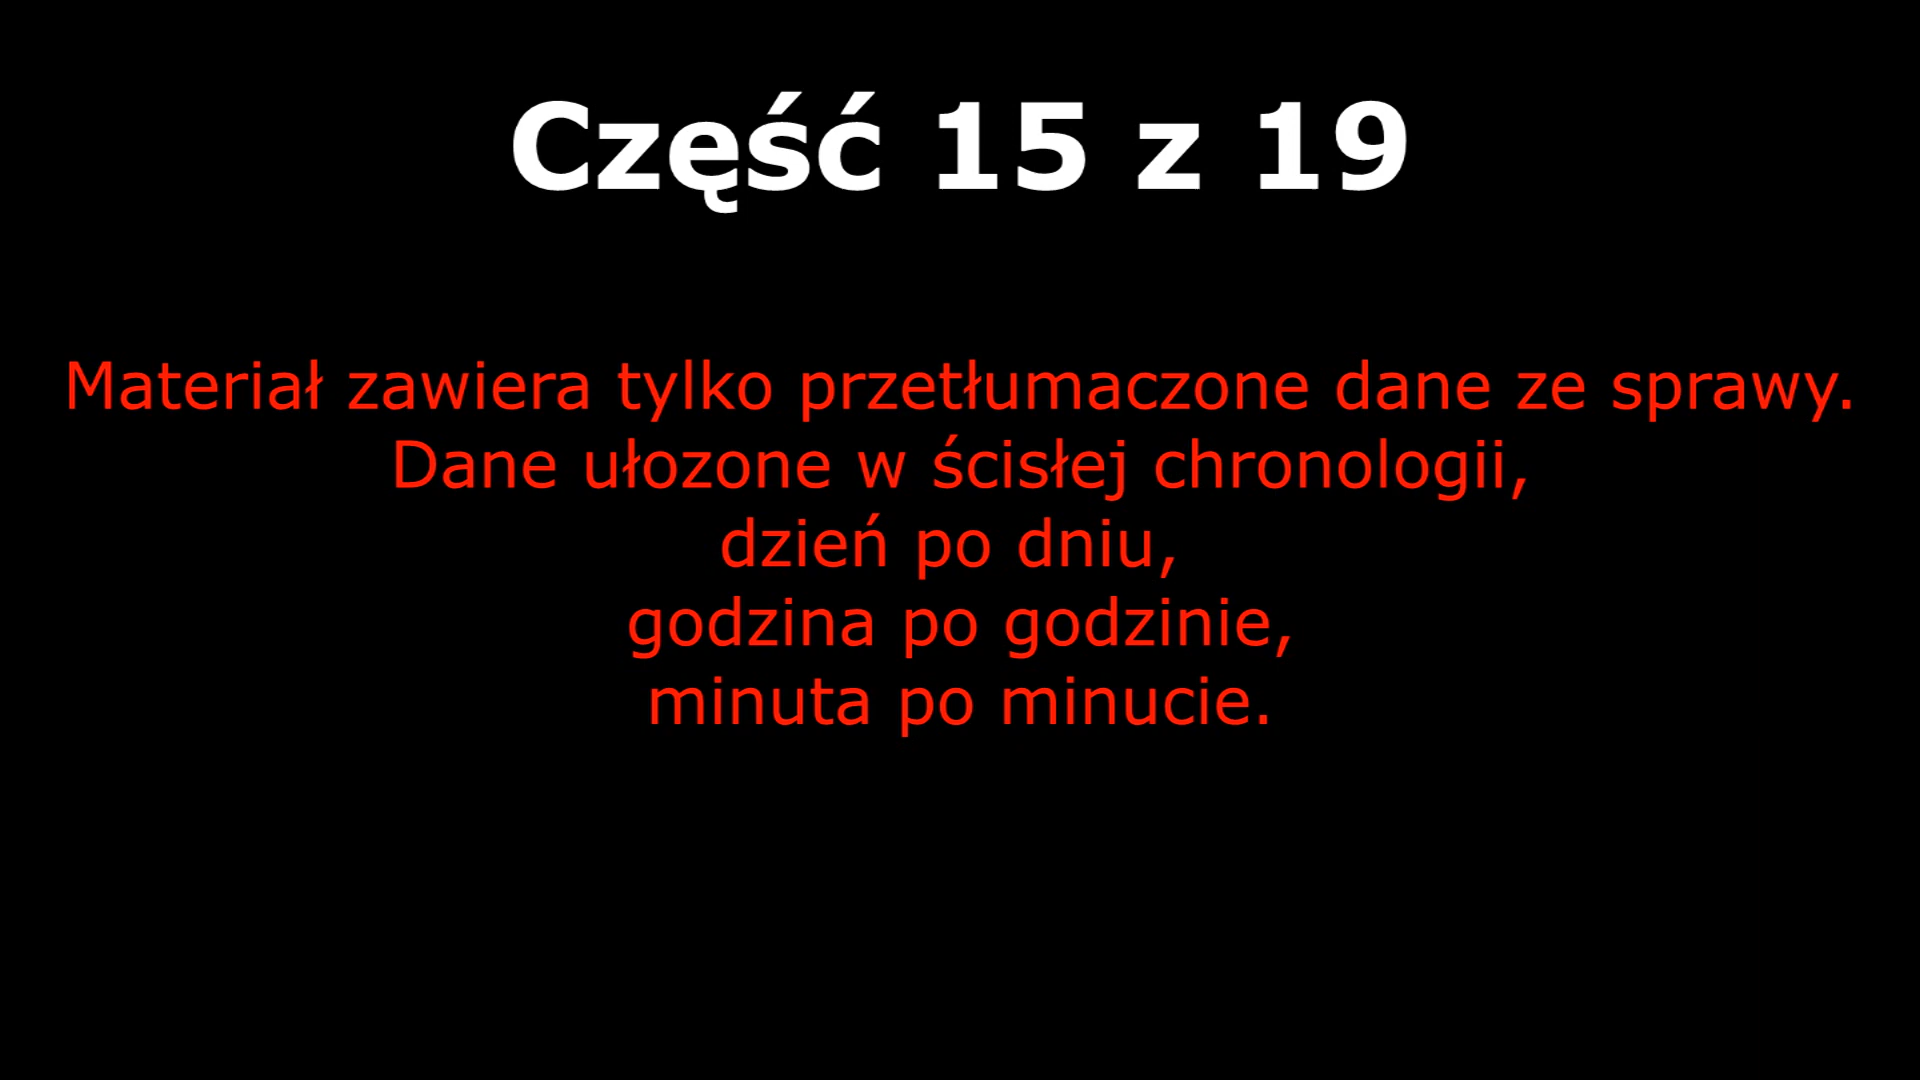 Część 15 z 19
Materiał zawiera tylko przetłumaczone dane ze sprawy.
Dane ułozone w ścisłej chronologii,
dzień po dniu,
godzina po godzinie,
minuta po minucie.